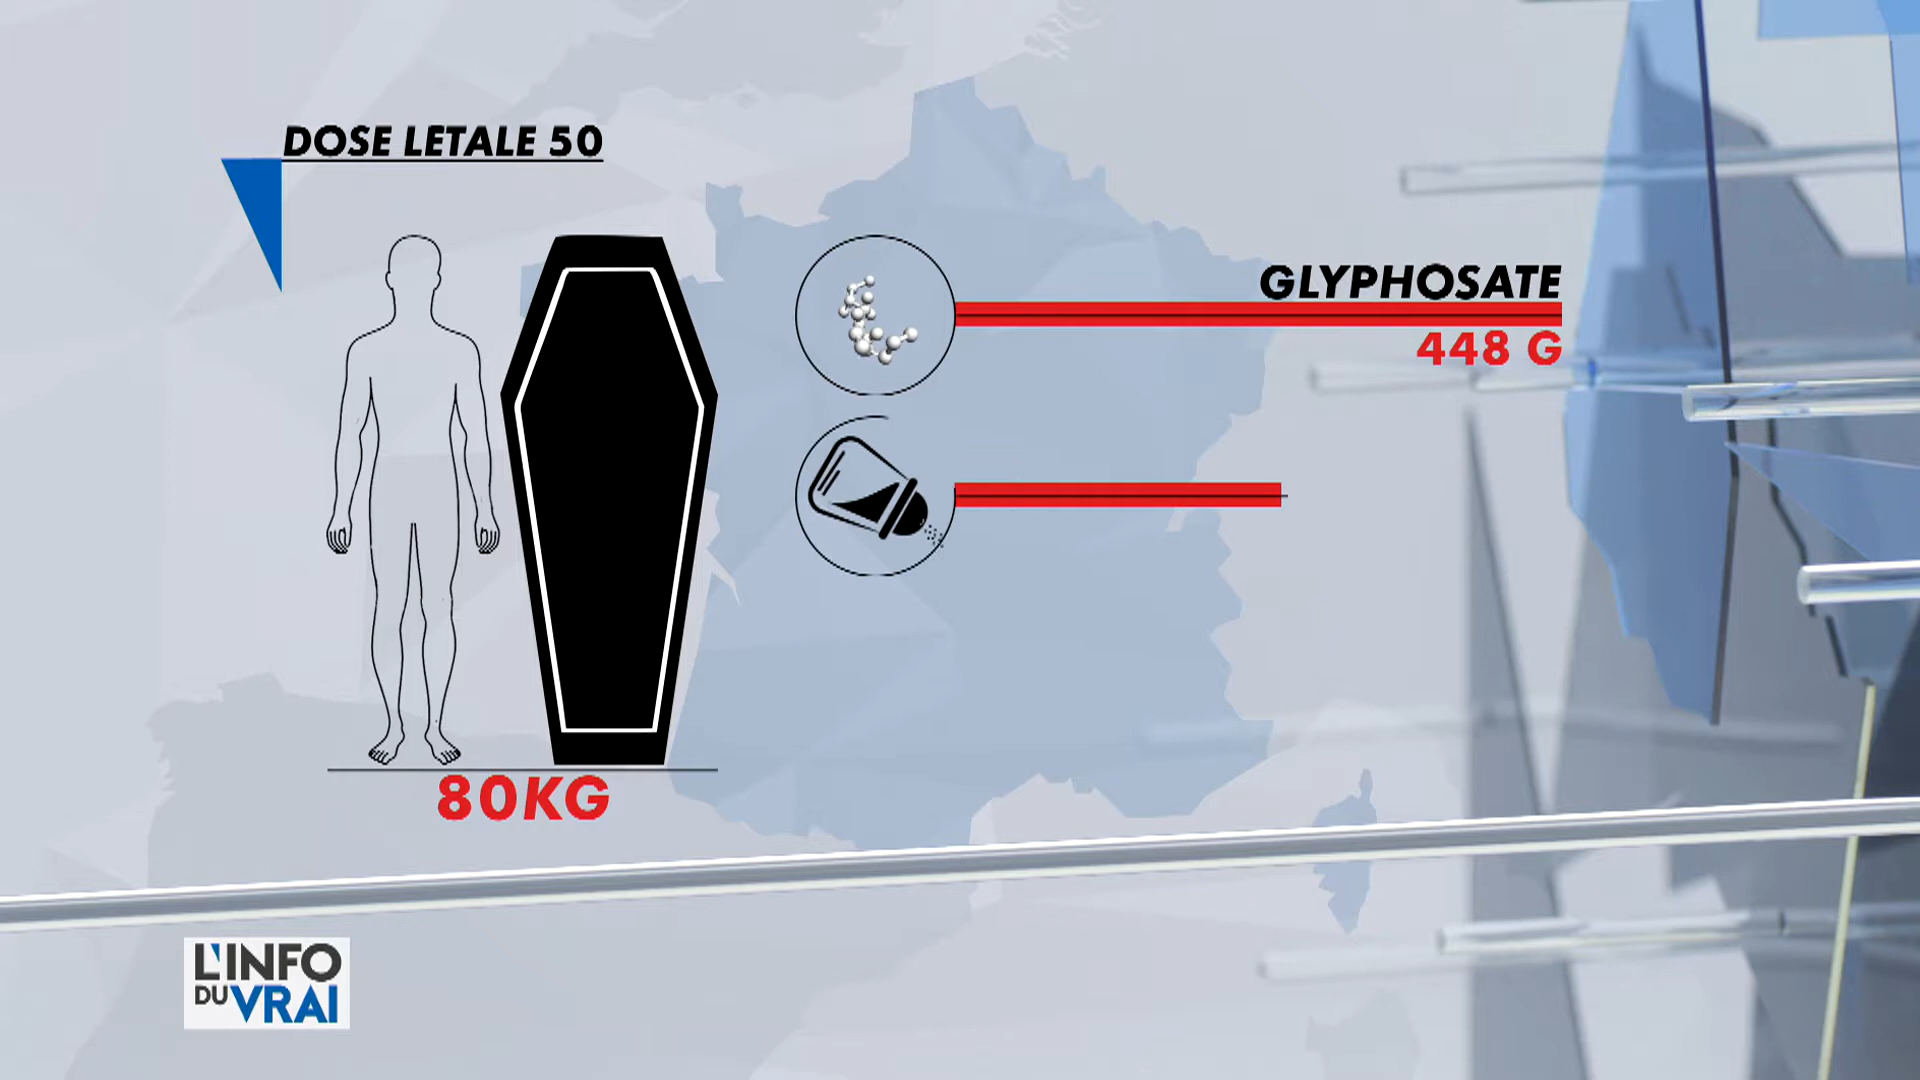 DOSE LETALE 50
GLYPHOSATE
448 G
80KG
L'INFO
DU VRAI